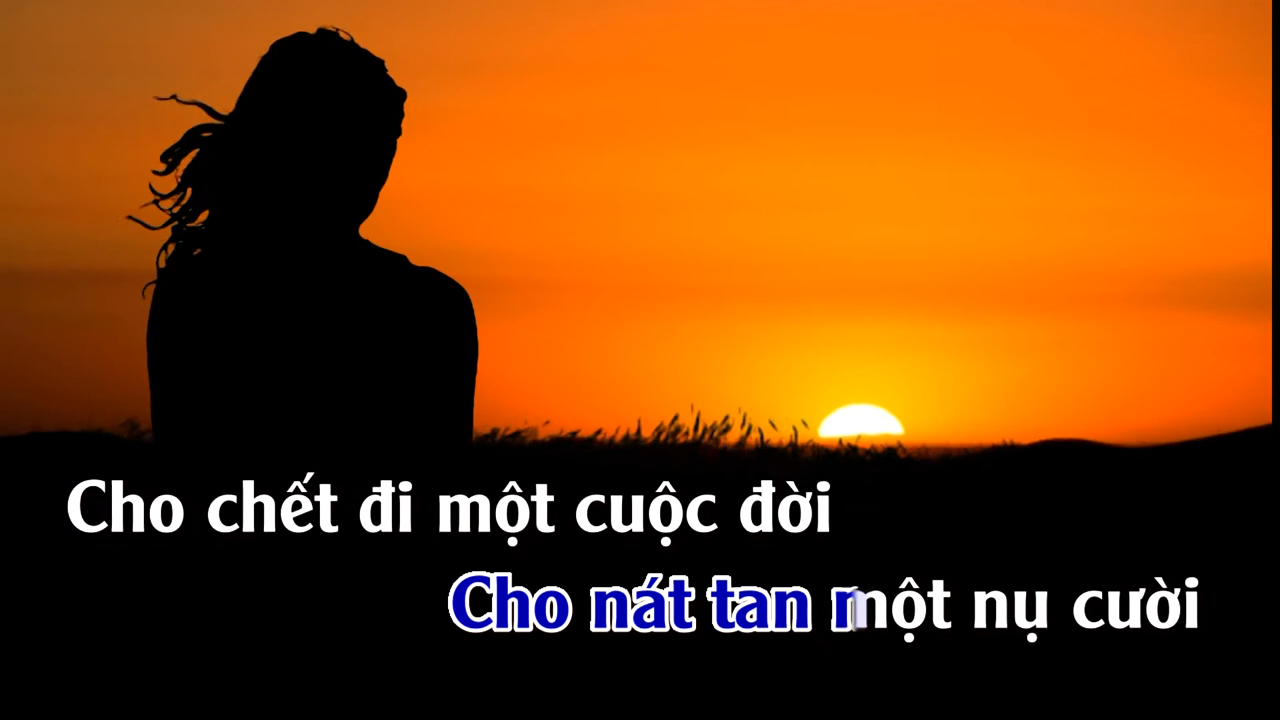 Cho chết đi một cuộc đời
Cho nát tan một nụ cười